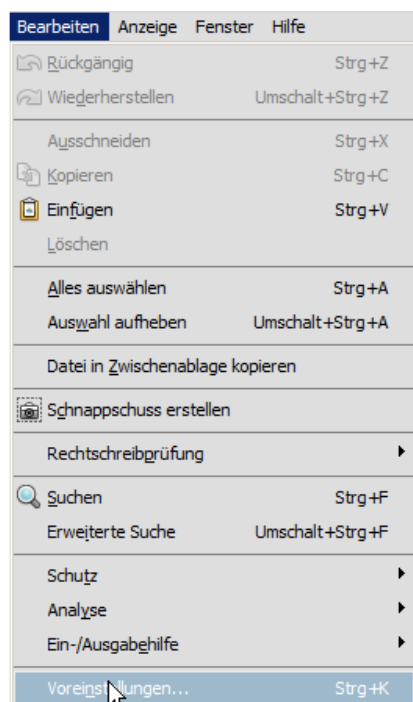 Bearbeiten Anzeige Fenster Hilfe
Rückgängig Strg+Z
Wiederherstellen Umschalt+Strg+Z
Ausschneiden Strg+X
Kopieren Strg+C
Einfügen Strg+V
Löschen
Alles auswählen Strg+A
Auswahl aufheben Umschalt+Strg+A
Datei in Zwischenablage kopieren
Schnappschuss erstellen
Rechtschreibprüfung
Suchen Strg+F
Erweiterte Suche Umschalt+Strg+F
Schutz
Analyse
Ein-/Ausgabehilfe
Voreinstellungen... Strg+K